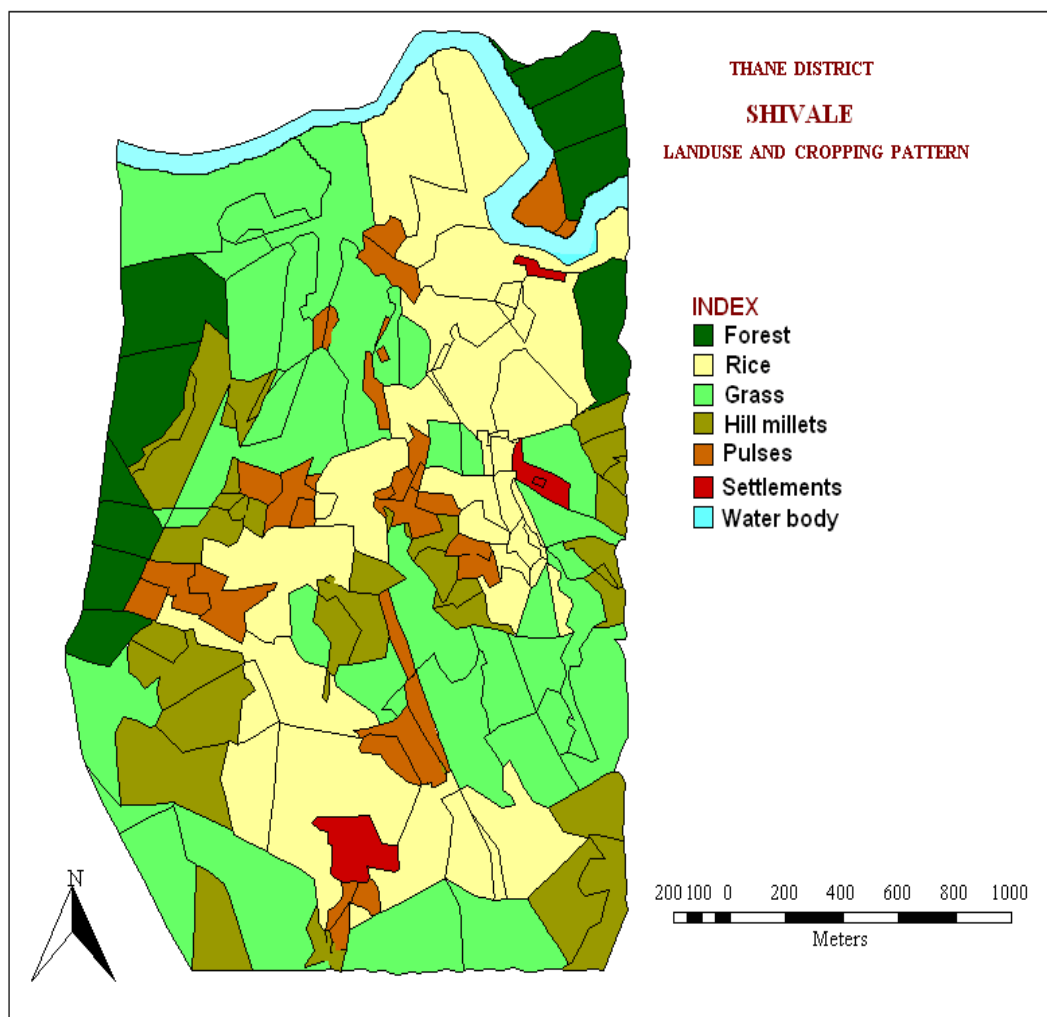 THANE DISTRICT
SHIVALE
LANDUSE AND CROPPING PATTERN
INDEX
Forest
Rice
Grass
Hill millets
Pulses
Settlements
Water body
N
200 100 0 200 400 600 800 1000
Meters